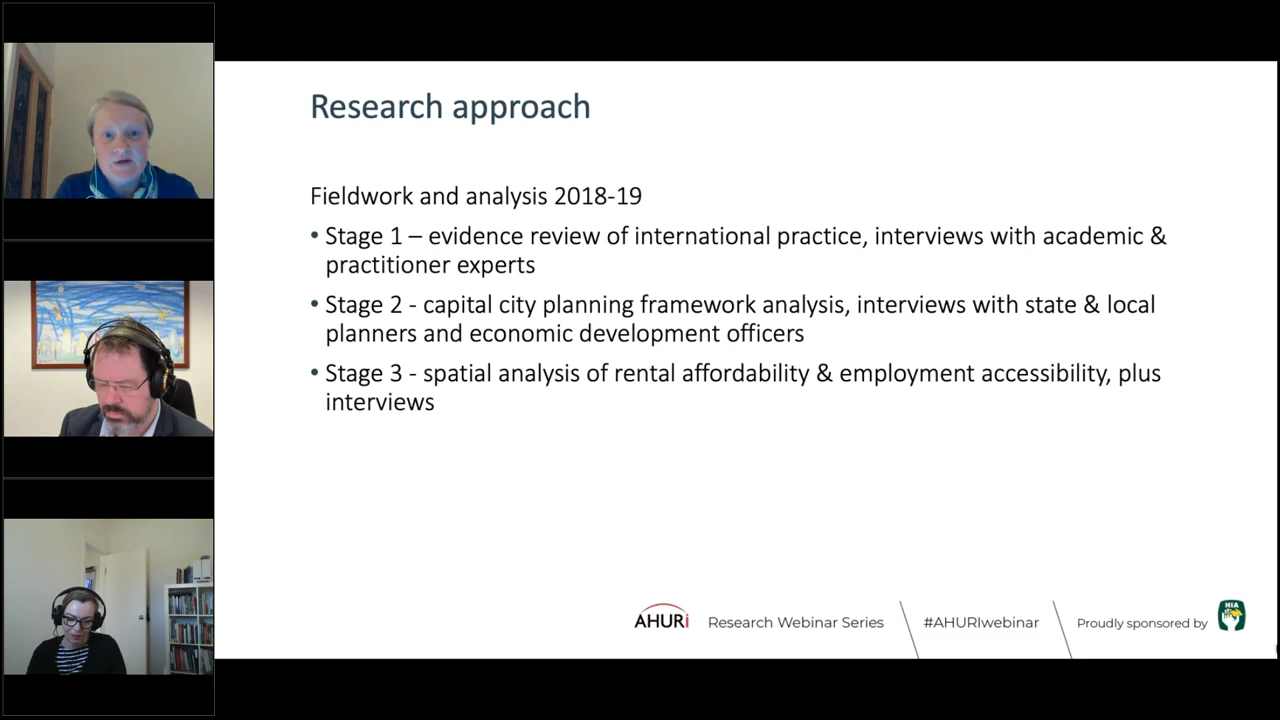 Research approach
Fieldwork and analysis 2018-19
• Stage 1 – evidence review of international practice, interviews with academic &
practitioner experts
• Stage 2 - capital city planning framework analysis, interviews with state & local
planners and economic development officers
• Stage 3 - spatial analysis of rental affordability & employment accessibility, plus
interviews
AHURi
Research Webinar Series
#AHURIwebinar
Proudly sponsored by
HIA